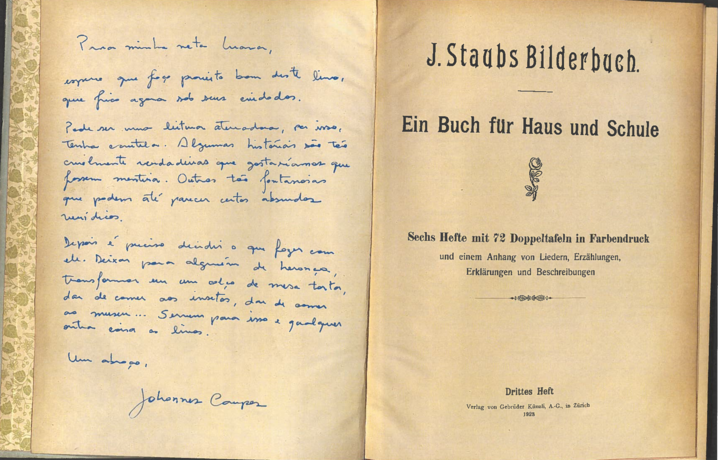 Para minha neta Luana,
espero que faça proveito bom deste livro,
que fica agora sob seus cuidados.
Pode ser uma leitura aterradora, por isso,
tenha cautela. Algumas histórias são tão
cruelmente verdadeiras que gostaríamos que
fossem mentira. Outras tão fantasiosas
que podem até parecer certos absurdos
verídicos.
Depois é preciso decidir o que fazer com
ele. Deixar para alguém de herança,
transformar em um calço de mesa torta,
dar de comer aos insetos, dar de comer
ao museu... Servem para isso e qualquer
outra coisa os livros.
Um abraço,
Johannes
J. Staubs Bilderbuch.
Ein Buch für Haus und Schule
Sechs Hefte mit 72 Doppeltafeln in Farbendruck
und einem Anhang von Liedern, Erzählungen,
Erklärungen und Beschreibungen
Drittes Heft
Verlag von Gebrüder Künzli, A.-G., in Zürich